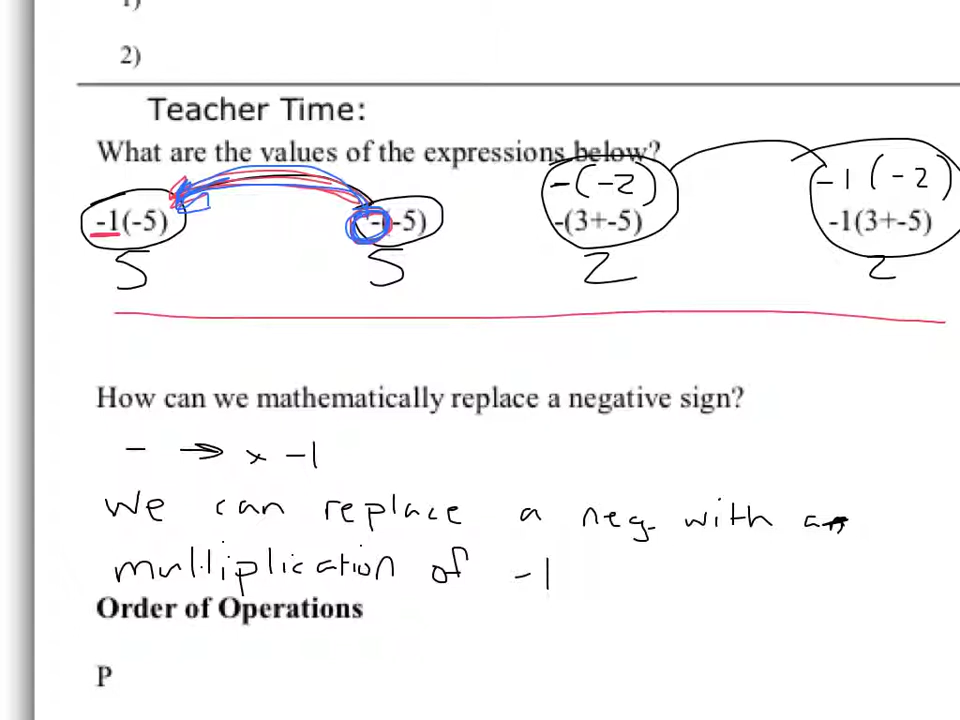 2)
Teacher Time:
What are the values of the expressions below?
-(-2) -1(-2)
-1(-5) -(-5) -(3+-5) -1(3+-5)
5 5 2 2
How can we mathematically replace a negative sign?
- → x -1
We can replace a neg. with a
multiplication of -1
Order of Operations
P